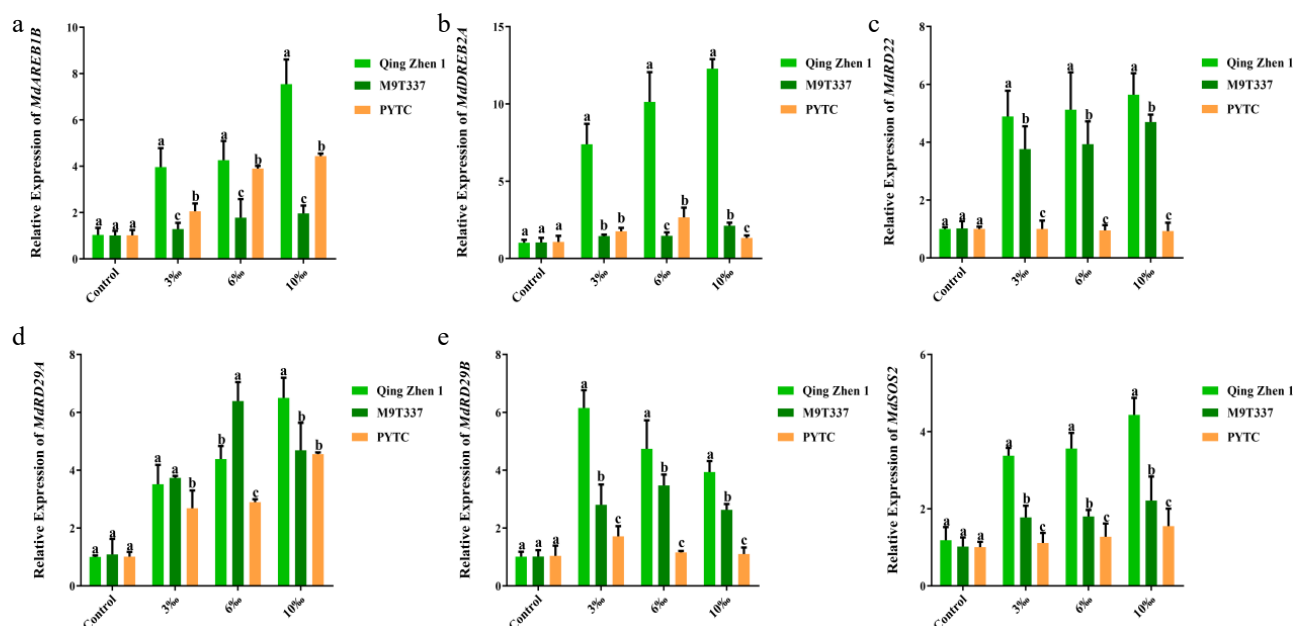 a
Relative Expression of MdAREB1B
10
8
6
4
2
0
a a a
a c b
a c b
a c b
Control 3‰ 6‰ 10‰
Qing Zhen 1
M9T337
PYTC
b
Relative Expression of MdDREB2A
15
10
5
0
a a a
a b b
a c b
a b b
Control 3‰ 6‰ 10‰
Qing Zhen 1
M9T337
PYTC
c
Relative Expression of MdRD22
8
6
4
2
0
a a a
a b c
a b c
a b c
Control 3‰ 6‰ 10‰
Qing Zhen 1
M9T337
PYTC
d
Relative Expression of MdRD29A
8
6
4
2
0
a a a
a a b
b a c
a b b
Control 3‰ 6‰ 10‰
Qing Zhen 1
M9T337
PYTC
e
Relative Expression of MdRD29B
8
6
4
2
0
a a a
a b c
a b c
a b c
Control 3‰ 6‰ 10‰
Qing Zhen 1
M9T337
PYTC
Relative Expression of MdSOS2
6
4
2
0
a a a
a b c
a b c
a b c
Control 3‰ 6‰ 10‰
Qing Zhen 1
M9T337
PYTC